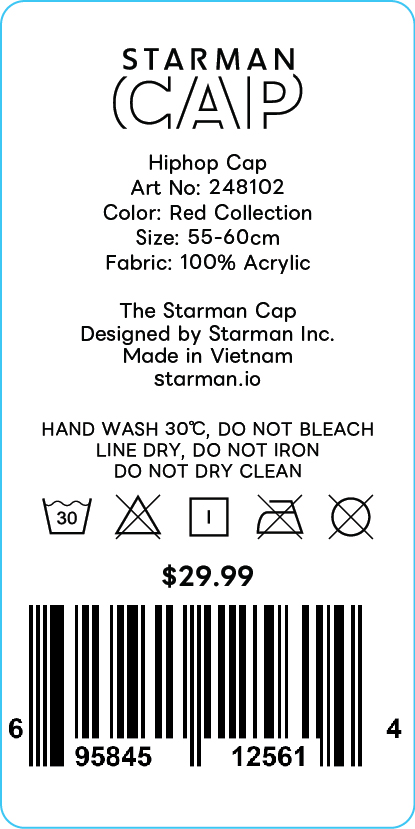 STARMAN
CAP
Hiphop Cap
Art No: 248102
Color: Red Collection
Size: 55-60cm
Fabric: 100% Acrylic
The Starman Cap
Designed by Starman Inc.
Made in Vietnam
starman.io
HAND WASH 30℃, DO NOT BLEACH
LINE DRY, DO NOT IRON
DO NOT DRY CLEAN
30
$29.99
6 95845 12561 4